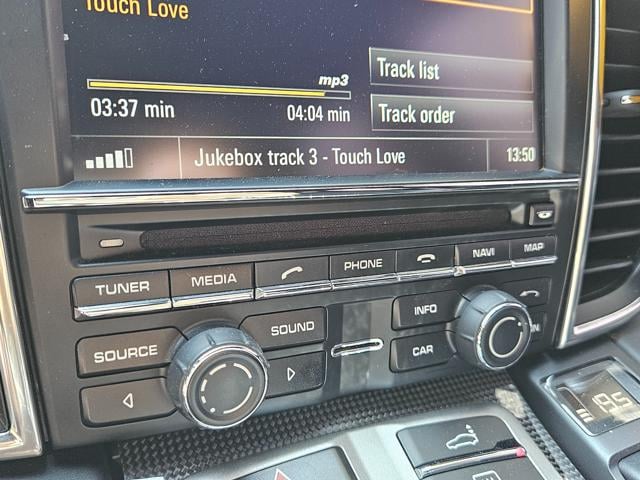 Touch Love
mp3
Track list
03:37 min
04:04 min
Track order
Jukebox track 3 - Touch Love
13:50
TUNER
MEDIA
PHONE
NAVI
MAP
SOURCE
SOUND
INFO
CAR